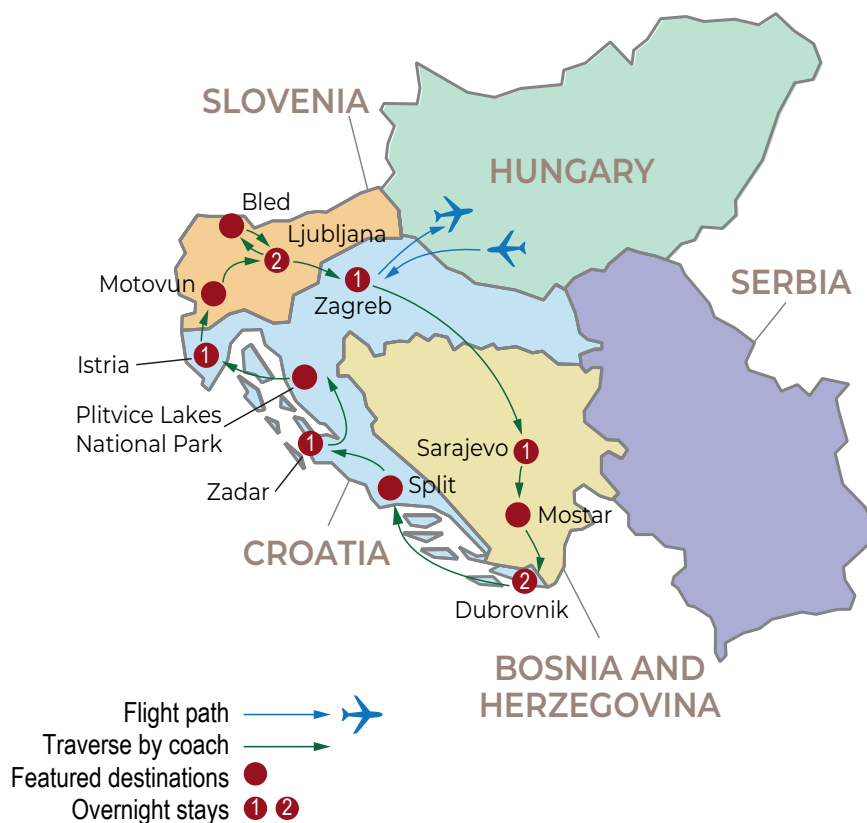 SLOVENIA
HUNGARY
Bled
Ljubljana
2
Motovun
1
Zagreb
SERBIA
Istria
1
Plitvice Lakes
National Park
Sarajevo
1
Zadar
1
Split
Mostar
CROATIA
2
Dubrovnik
BOSNIA AND
HERZEGOVINA
Flight path
Traverse by coach
Featured destinations
Overnight stays 1 2